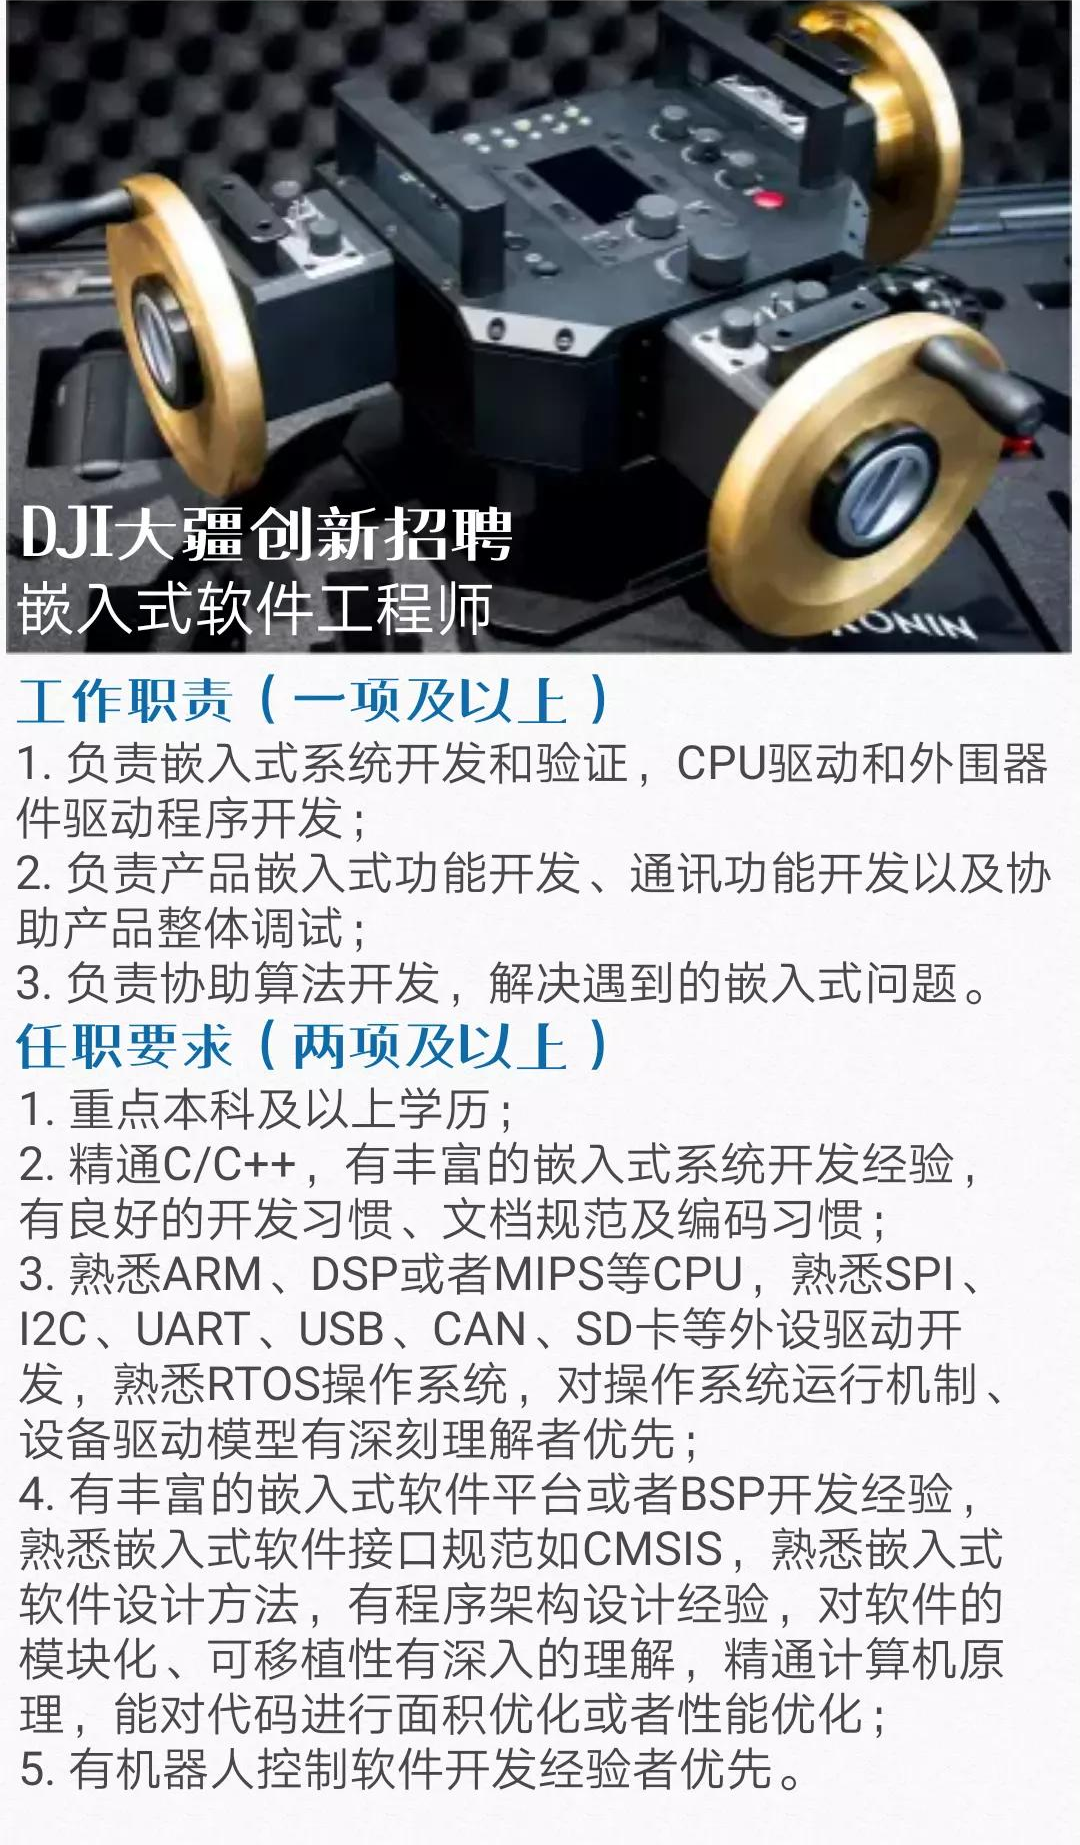 DJI大疆创新招聘
嵌入式软件工程师
RONIN
工作职责（一项及以上）
1. 负责嵌入式系统开发和验证，CPU驱动和外围器
件驱动程序开发；
2. 负责产品嵌入式功能开发、通讯功能开发以及协
助产品整体调试；
3. 负责协助算法开发，解决遇到的嵌入式问题。
任职要求（两项及以上）
1. 重点本科及以上学历；
2. 精通C/C++，有丰富的嵌入式系统开发经验，
有良好的开发习惯、文档规范及编码习惯；
3. 熟悉ARM、DSP或者MIPS等CPU，熟悉SPI、
I2C、UART、USB、CAN、SD卡等外设驱动开
发，熟悉RTOS操作系统，对操作系统运行机制、
设备驱动模型有深刻理解者优先；
4. 有丰富的嵌入式软件平台或者BSP开发经验，
熟悉嵌入式软件接口规范如CMSIS，熟悉嵌入式
软件设计方法，有程序架构设计经验，对软件的
模块化、可移植性有深入的理解，精通计算机原
理，能对代码进行面积优化或者性能优化；
5. 有机器人控制软件开发经验者优先。